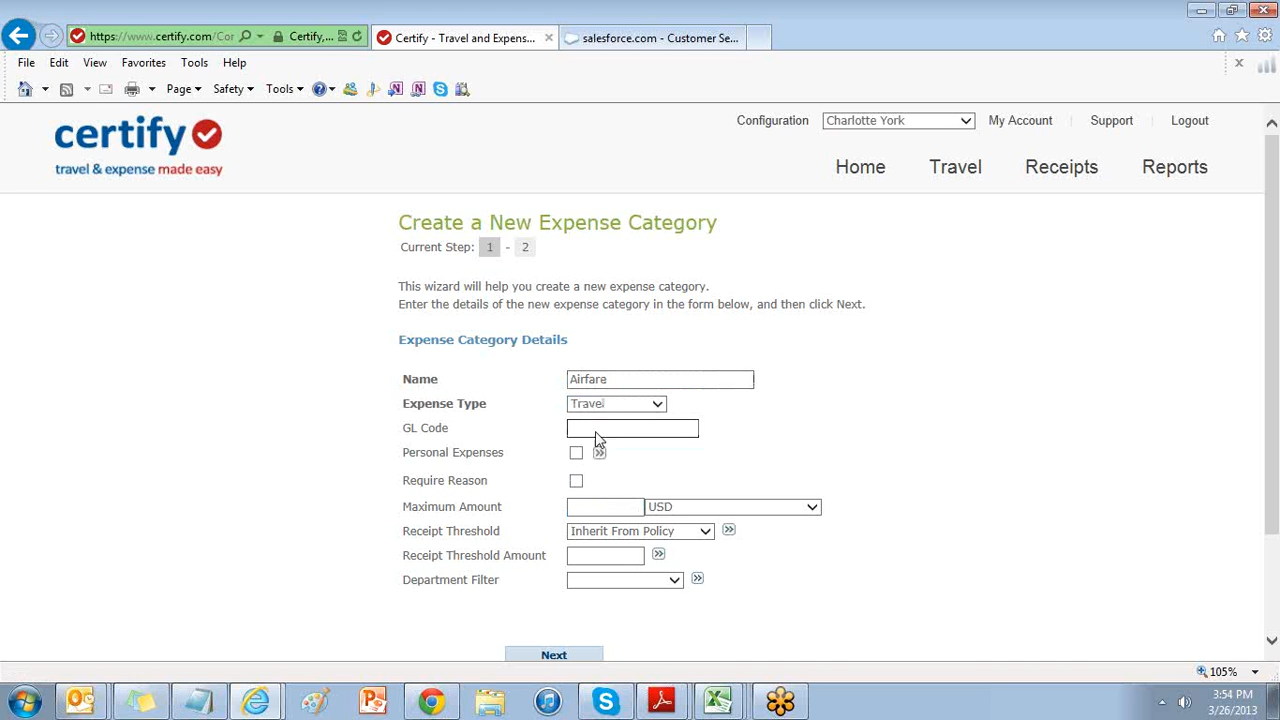 https://www.certify.com/Cor
Certify,...
Certify - Travel and Expens...
salesforce.com - Customer Se...
File Edit View Favorites Tools Help
Page Safety Tools
certify
travel & expense made easy
Configuration Charlotte York My Account Support Logout
Home Travel Receipts Reports
Create a New Expense Category
Current Step: 1 - 2
This wizard will help you create a new expense category.
Enter the details of the new expense category in the form below, and then click Next.
Expense Category Details
Name Airfare
Expense Type Travel
GL Code
Personal Expenses
Require Reason
Maximum Amount USD
Receipt Threshold Inherit From Policy
Receipt Threshold Amount
Department Filter
Next
105%
3:54 PM
3/26/2013